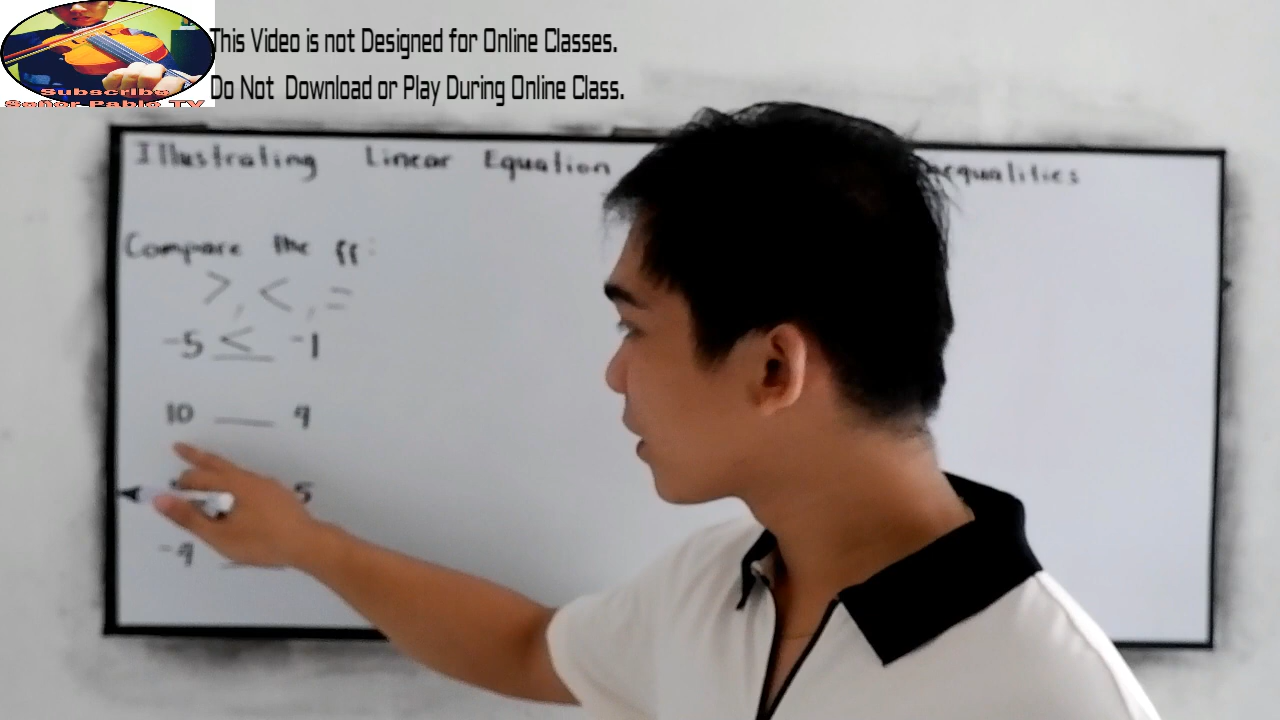 This Video is not Designed for Online Classes.
Do Not Download or Play During Online Class.
Subscribe
Señor Pablo TV
Illustrating Linear Equation
Compare the ff:
>, <, =
-5 < -1
10 ___ 9
5
-9 ___